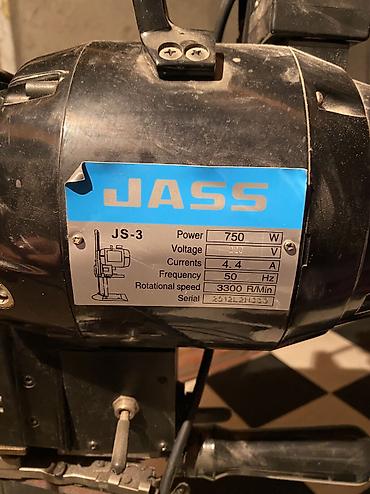 JASS
JS-3
Power 750 W
Voltage V
Currents 4.4 A
Frequency 50 Hz
Rotational speed 3300 R/Min
Serial